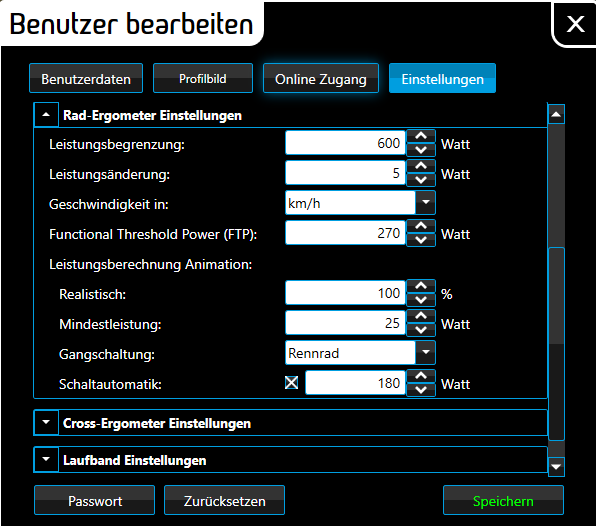 Benutzer bearbeiten
X
Benutzerdaten Profilbild Online Zugang Einstellungen
Rad-Ergometer Einstellungen
Leistungsbegrenzung: 600 Watt
Leistungsänderung: 5 Watt
Geschwindigkeit in: km/h
Functional Threshold Power (FTP): 270 Watt
Leistungsberechnung Animation:
Realistisch: 100 %
Mindestleistung: 25 Watt
Gangschaltung: Rennrad
Schaltautomatik: 180 Watt
Cross-Ergometer Einstellungen
Laufband Einstellungen
Passwort Zurücksetzen Speichern